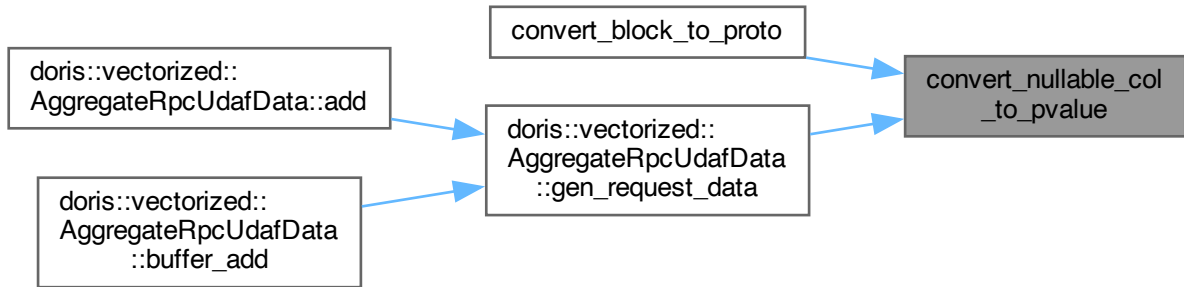 convert_block_to_proto
doris::vectorized::
AggregateRpcUdafData::add
convert_nullable_col
_to_pvalue
doris::vectorized::
AggregateRpcUdafData
::gen_request_data
doris::vectorized::
AggregateRpcUdafData
::buffer_add